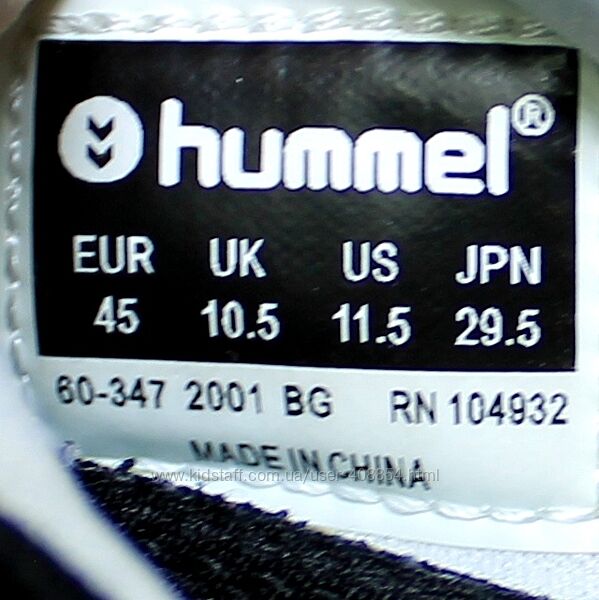 hummel®
EUR UK US JPN
45 10.5 11.5 29.5
60-347 2001 BG RN 104932
MADE IN CHINA
www.kidstaff.com.ua/user-408854.html